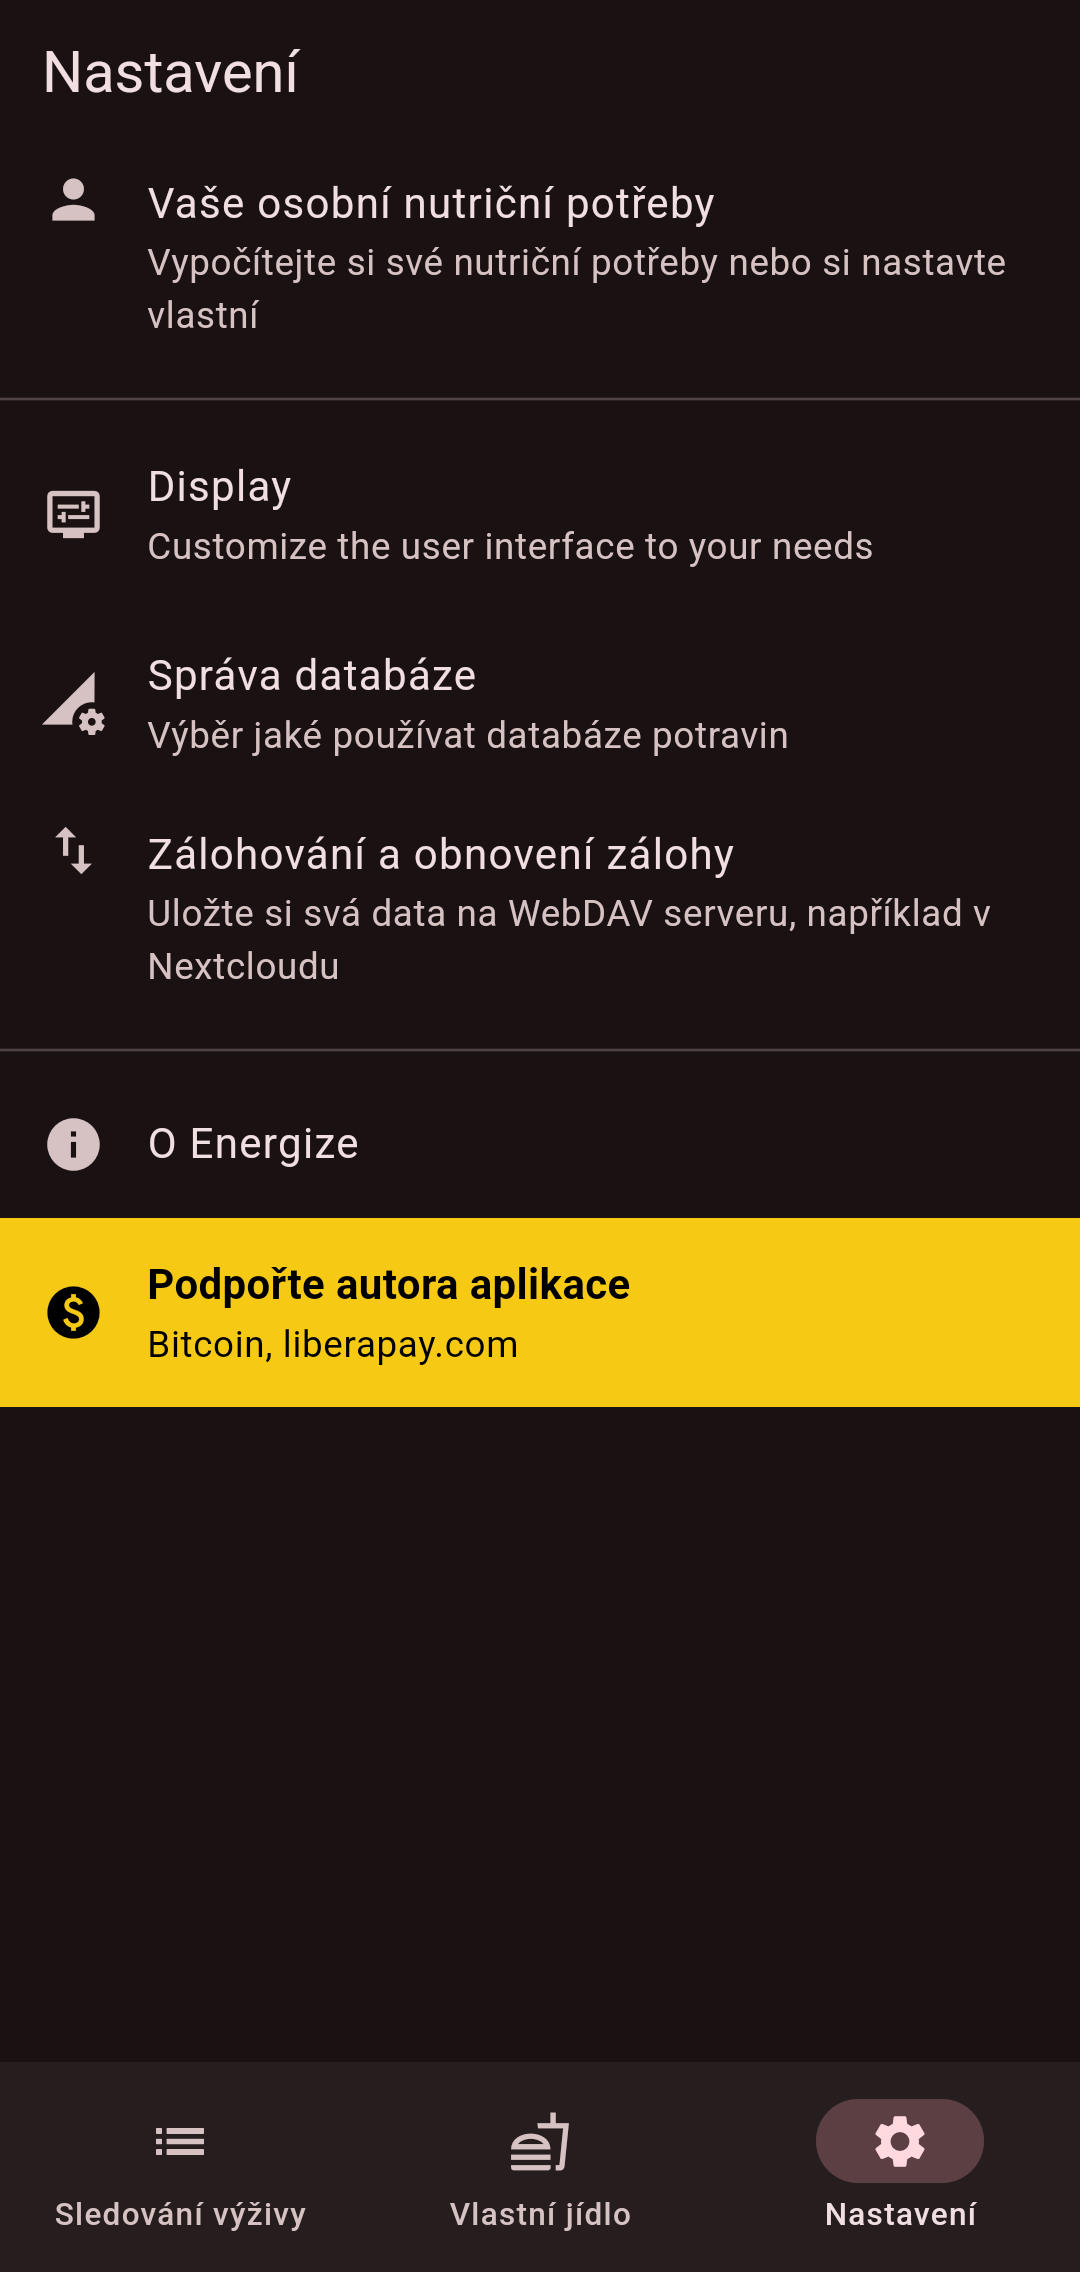 Nastavení
Vaše osobní nutriční potřeby
Vypočítejte si své nutriční potřeby nebo si nastavte
vlastní
Display
Customize the user interface to your needs
Správa databáze
Výběr jaké používat databáze potravin
Zálohování a obnovení zálohy
Uložte si svá data na WebDAV serveru, například v
Nextcloudu
O Energize
Podpořte autora aplikace
Bitcoin, liberapay.com
Sledování výživy
Vlastní jídlo
Nastavení